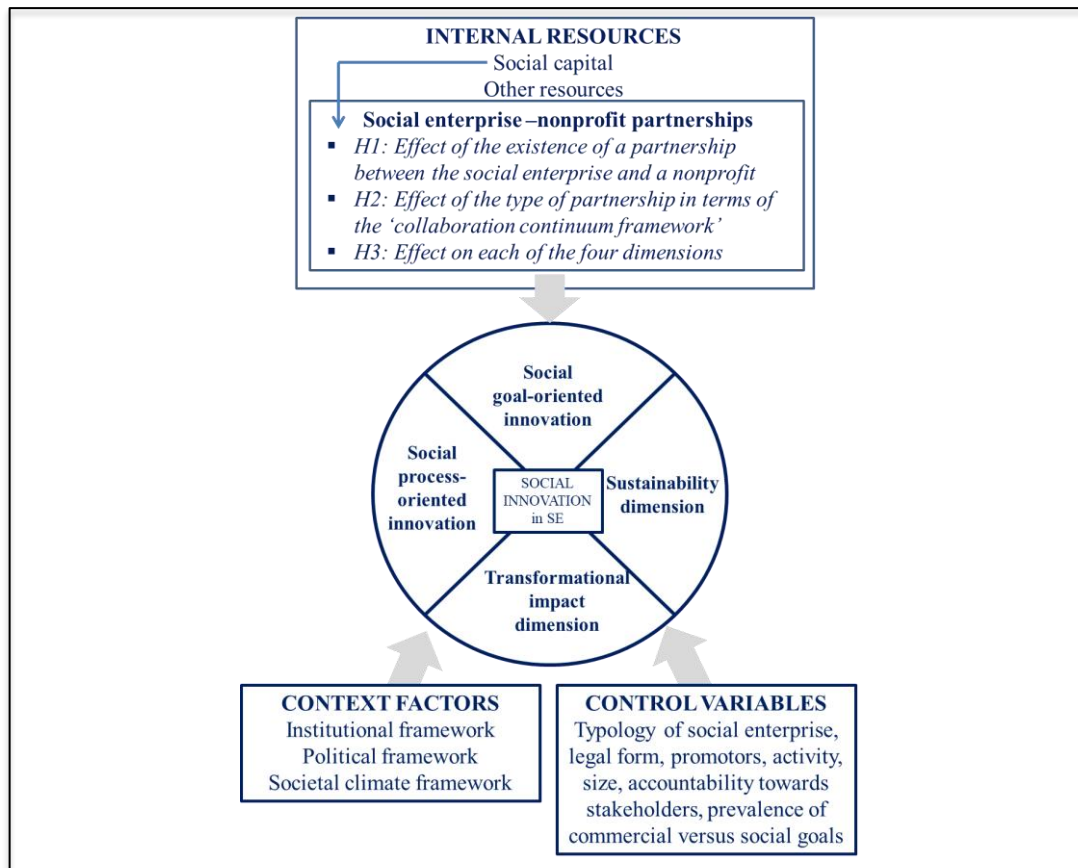 INTERNAL RESOURCES
Social capital
Other resources
Social enterprise –nonprofit partnerships
▪ H1: Effect of the existence of a partnership
between the social enterprise and a nonprofit
▪ H2: Effect of the type of partnership in terms of
the ‘collaboration continuum framework’
▪ H3: Effect on each of the four dimensions
Social
goal-oriented
innovation
Social
process-
oriented
innovation
SOCIAL
INNOVATION
in SE
Sustainability
dimension
Transformational
impact
dimension
CONTEXT FACTORS
Institutional framework
Political framework
Societal climate framework
CONTROL VARIABLES
Typology of social enterprise,
legal form, promotors, activity,
size, accountability towards
stakeholders, prevalence of
commercial versus social goals